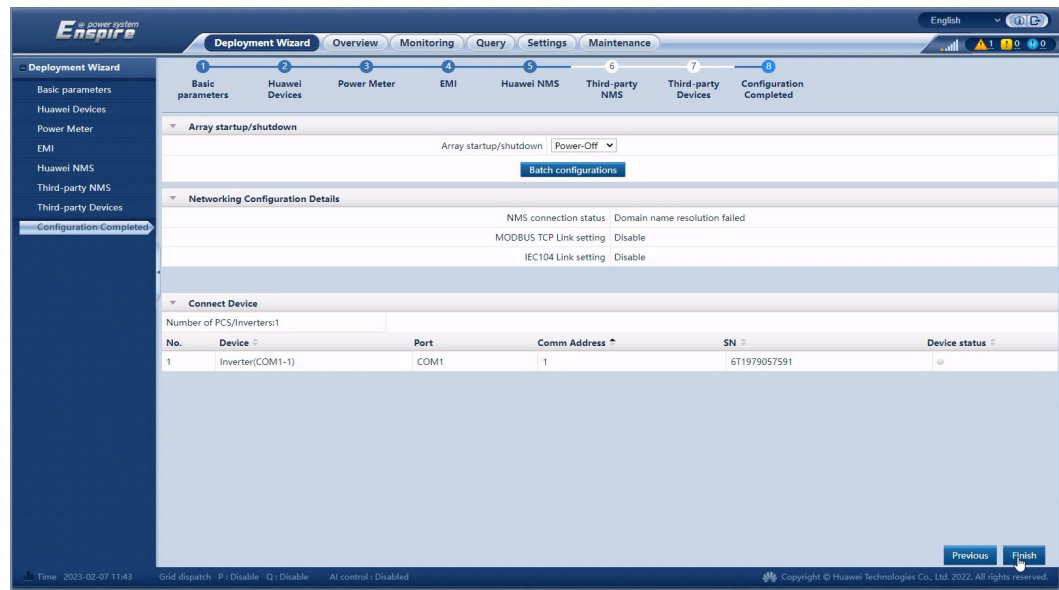 Enspire
@ power system
English
Deployment Wizard Overview Monitoring Query Settings Maintenance
1 0 0
Deployment Wizard
Basic parameters
Huawei Devices
Power Meter
EMI
Huawei NMS
Third-party NMS
Third-party Devices
Configuration Completed
1 2 3 4 5 6 7 8
Basic parameters
Huawei Devices
Power Meter
EMI
Huawei NMS
Third-party NMS
Third-party Devices
Configuration Completed
Array startup/shutdown
Array startup/shutdown Power-Off
Batch configurations
Networking Configuration Details
NMS connection status Domain name resolution failed
MODBUS TCP Link setting Disable
IEC104 Link setting Disable
Connect Device
Number of PCS/Inverters:1
No. Device Port Comm Address SN Device status
1 Inverter(COM1-1) COM1 1 6T1979057591
Previous Finish
Time 2023-02-07 11:43 Grid dispatch P : Disable Q : Disable AI control : Disabled Copyright © Huawei Technologies Co., Ltd. 2022. All rights reserved.